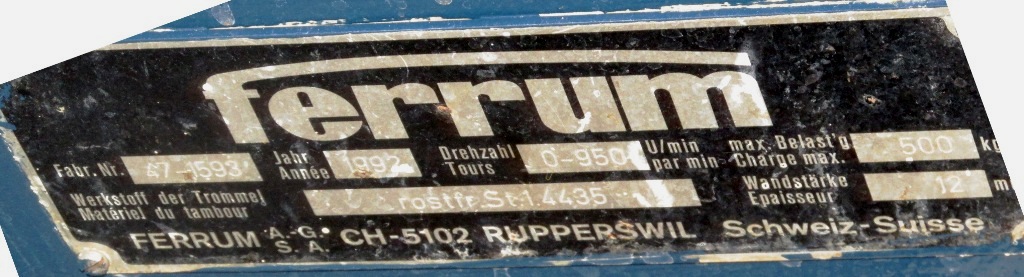 ferrum
Fabr. Nr. 47-1593 Jahr Année 1992 Drehzahl Tours 0-950 U/min par min max. Belast'g. Charge max. 500 kg
Werkstoff der Trommel Matériel du tambour rostfr.St.1.4435 Wandstärke Epaisseur 12
FERRUM A.-G. S.A. CH-5102 RUPPERSWIL Schweiz-Suisse